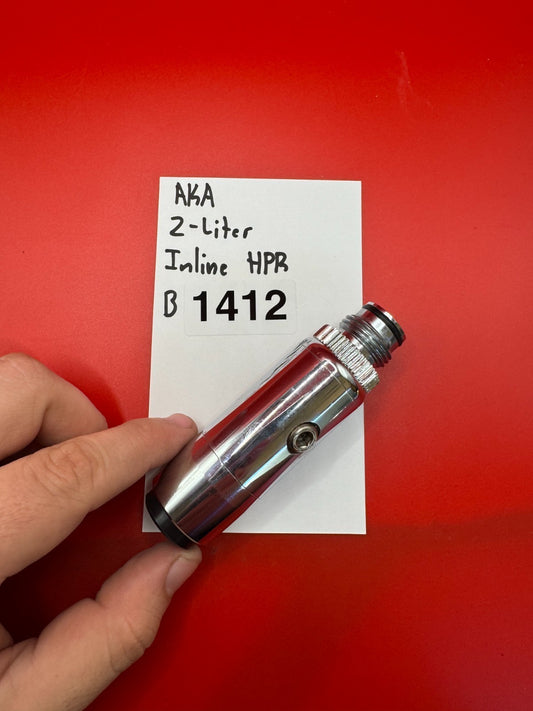 AKA
2-Liter
Inline HPR
B 1412